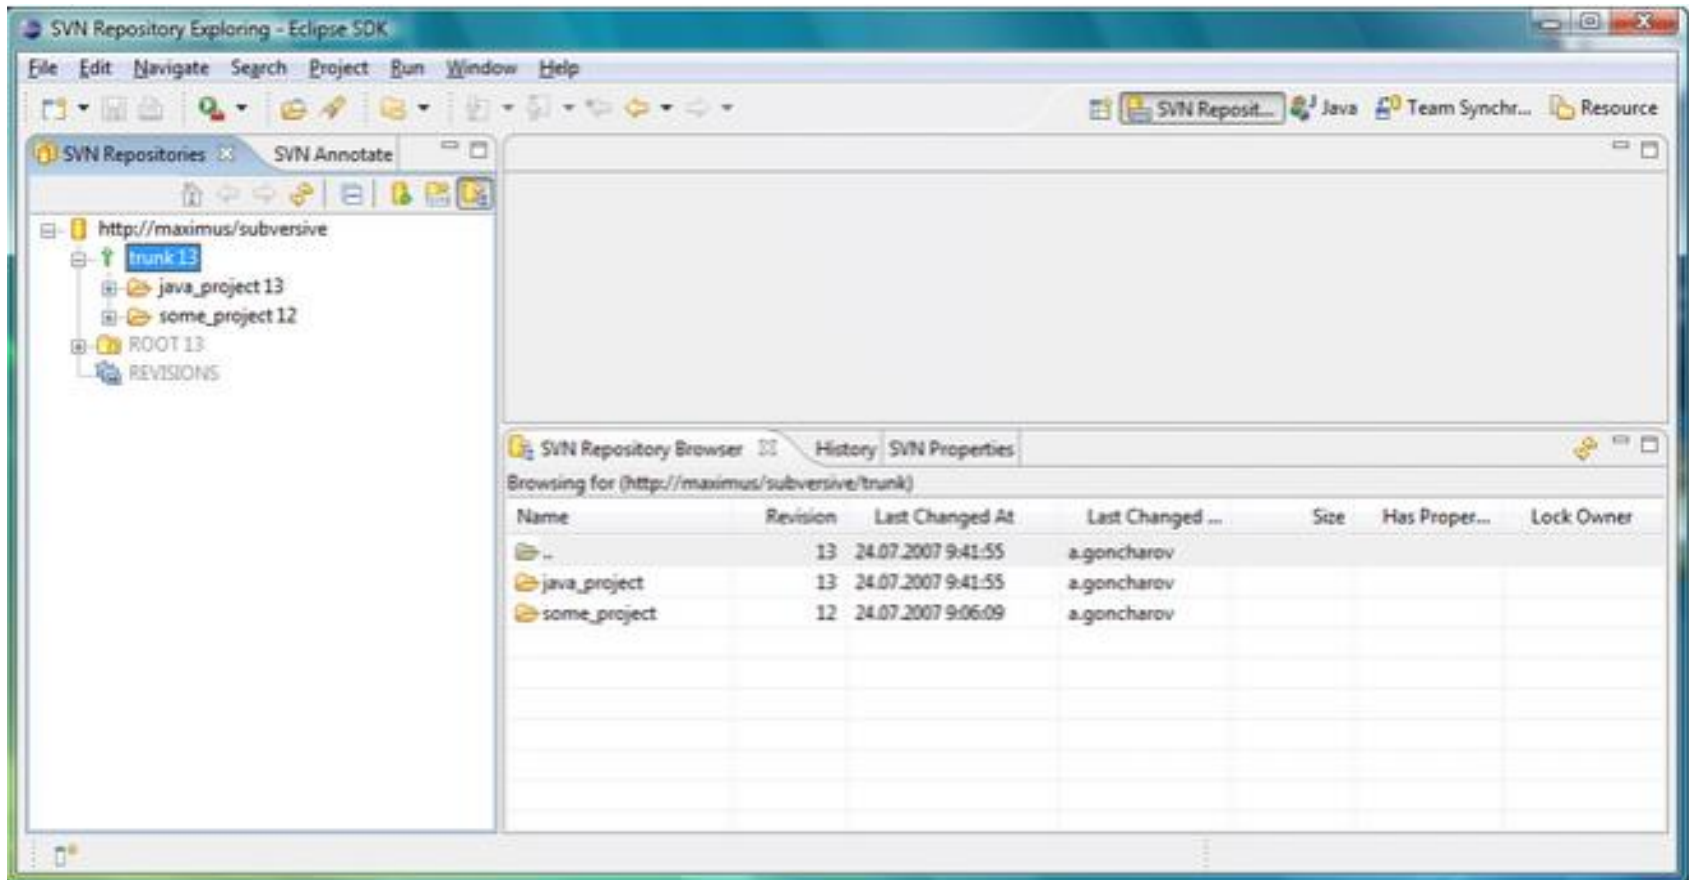 SVN Repository Exploring - Eclipse SDK
File Edit Navigate Search Project Run Window Help
SVN Reposit... Java Team Synchr... Resource
SVN Repositories SVN Annotate
http://maximus/subversive
trunk 13
java_project 13
some_project 12
ROOT 13
REVISIONS
SVN Repository Browser History SVN Properties
Browsing for (http://maximus/subversive/trunk)
Name Revision Last Changed At Last Changed ... Size Has Proper... Lock Owner
.. 13 24.07.2007 9:41:55 a.goncharov
java_project 13 24.07.2007 9:41:55 a.goncharov
some_project 12 24.07.2007 9:06:09 a.goncharov